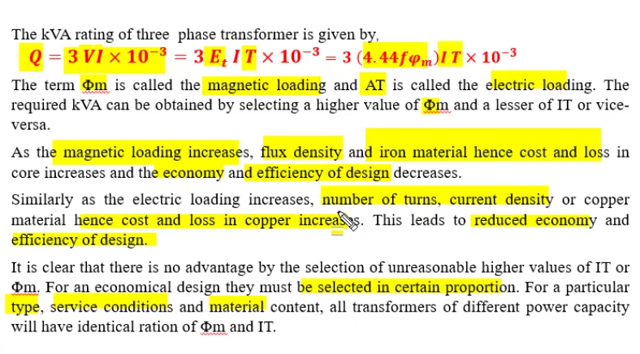 The kVA rating of three phase transformer is given by,
Q = 3 VI × 10⁻³ = 3 Eₜ I T × 10⁻³ = 3 (4.44fφₘ)I T × 10⁻³
The term Φm is called the magnetic loading and AT is called the electric loading. The
required kVA can be obtained by selecting a higher value of Φm and a lesser of IT or vice-
versa.
As the magnetic loading increases, flux density and iron material hence cost and loss in
core increases and the economy and efficiency of design decreases.
Similarly as the electric loading increases, number of turns, current density or copper
material hence cost and loss in copper increases. This leads to reduced economy and
efficiency of design.
It is clear that there is no advantage by the selection of unreasonable higher values of IT or
Φm. For an economical design they must be selected in certain proportion. For a particular
type, service conditions and material content, all transformers of different power capacity
will have identical ration of Φm and IT.